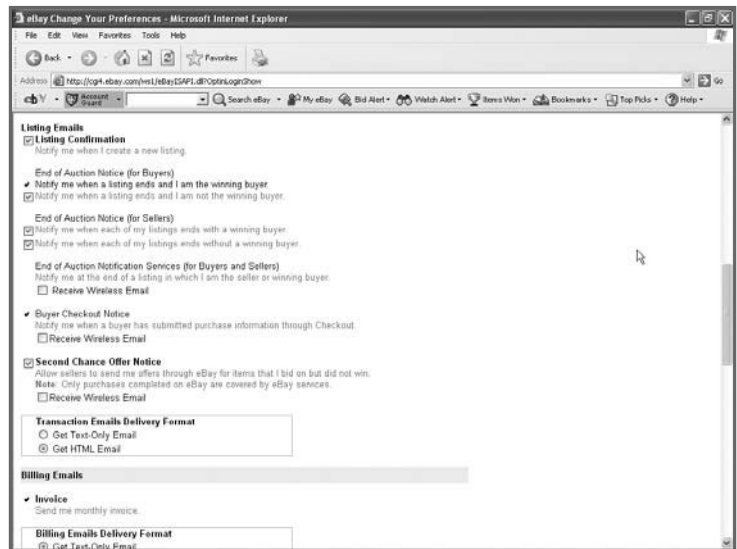 eBay Change Your Preferences - Microsoft Internet Explorer
File Edit View Favorites Tools Help
Back Favorites
Address http://cgi4.ebay.com/ws1/eBayISAPI.dll?OptinLoginShow Go
ebY Account Guard Search eBay My eBay Bid Alert Watch Alert Items Won Bookmarks Top Picks Help
Listing Emails
Listing Confirmation
Notify me when I create a new listing.
End of Auction Notice (for Buyers)
Notify me when a listing ends and I am the winning buyer.
Notify me when a listing ends and I am not the winning buyer.
End of Auction Notice (for Sellers)
Notify me when each of my listings ends with a winning buyer.
Notify me when each of my listings ends without a winning buyer.
End of Auction Notification Services (for Buyers and Sellers)
Notify me at the end of a listing in which I am the seller or winning buyer.
Receive Wireless Email
Buyer Checkout Notice
Notify me when a buyer has submitted purchase information through Checkout
Receive Wireless Email
Second Chance Offer Notice
Allow sellers to send me offers through eBay for items that I bid on but did not win.
Note: Only purchases completed on eBay are covered by eBay services.
Receive Wireless Email
Transaction Emails Delivery Format
Get Text-Only Email
Get HTML Email
Billing Emails
Invoice
Send me monthly invoice.
Billing Emails Delivery Format
Get Text-Only Email